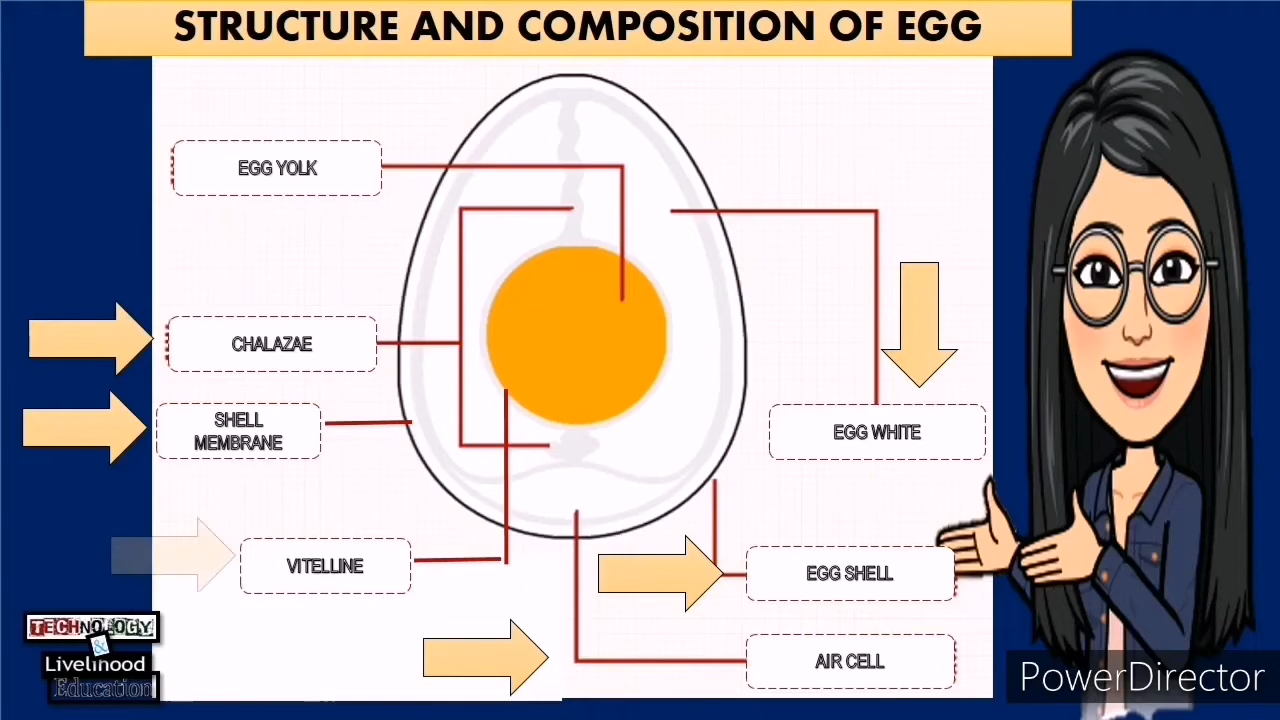 STRUCTURE AND COMPOSITION OF EGG
EGG YOLK
CHALAZAE
SHELL
MEMBRANE
EGG WHITE
VITELLINE
EGG SHELL
AIR CELL
TECHNOLOGY
&
Livelihood
Education
PowerDirector